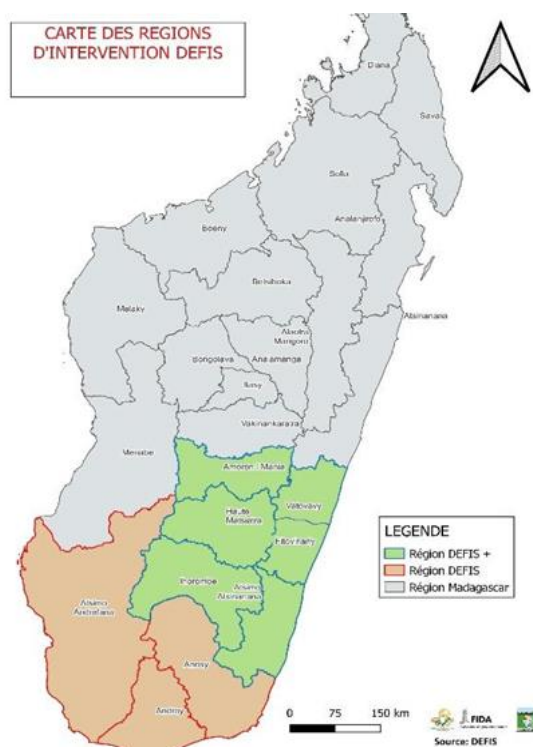 CARTE DES REGIONS
D'INTERVENTION DEFIS
Diana
Sava
Sofia
Analanjirofo
Boeny
Betsiboka
Melaky
Atsinanana
Alaotra
Mangoro
Bongolava
Analamanga
Itasy
Vakinankaratra
Menabe
Amoron i Mania
Vatovavy
Haute
Matsiatra
Fitovinany
Ihorombe
Atsimo
Atsinanana
Atsimo
Andrefana
Anosy
Androy
LEGENDE
Région DEFIS +
Région DEFIS
Région Madagascar
0 75 150 km
FIDA
Source: DEFIS